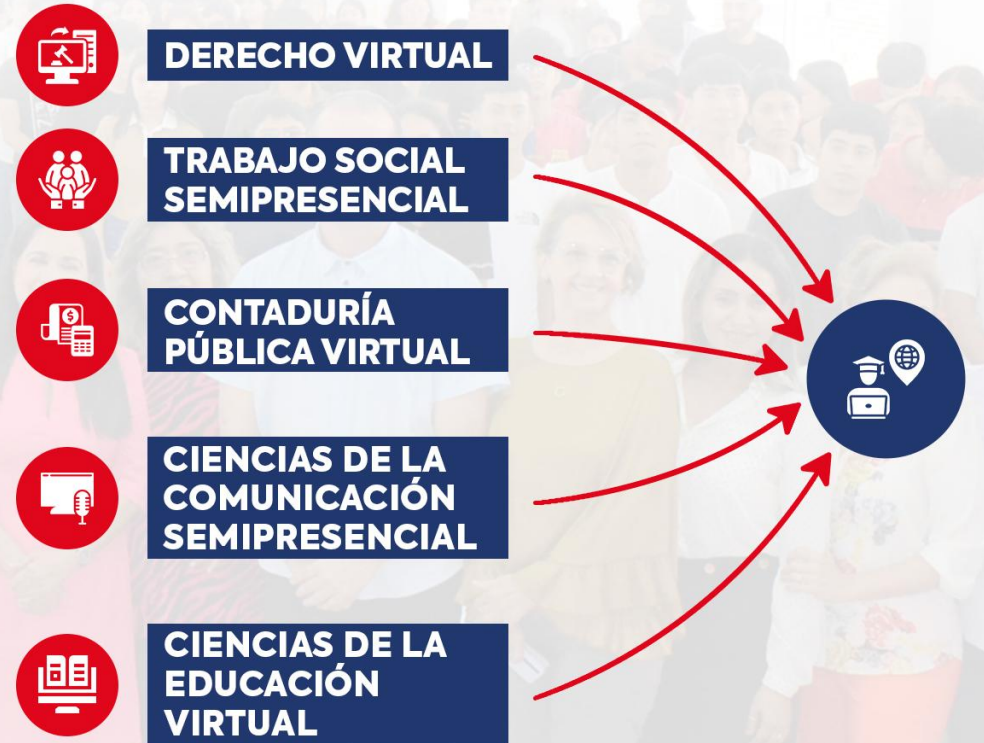 DERECHO VIRTUAL
TRABAJO SOCIAL
SEMIPRESENCIAL
CONTADURÍA
PÚBLICA VIRTUAL
CIENCIAS DE LA
COMUNICACIÓN
SEMIPRESENCIAL
CIENCIAS DE LA
EDUCACIÓN
VIRTUAL